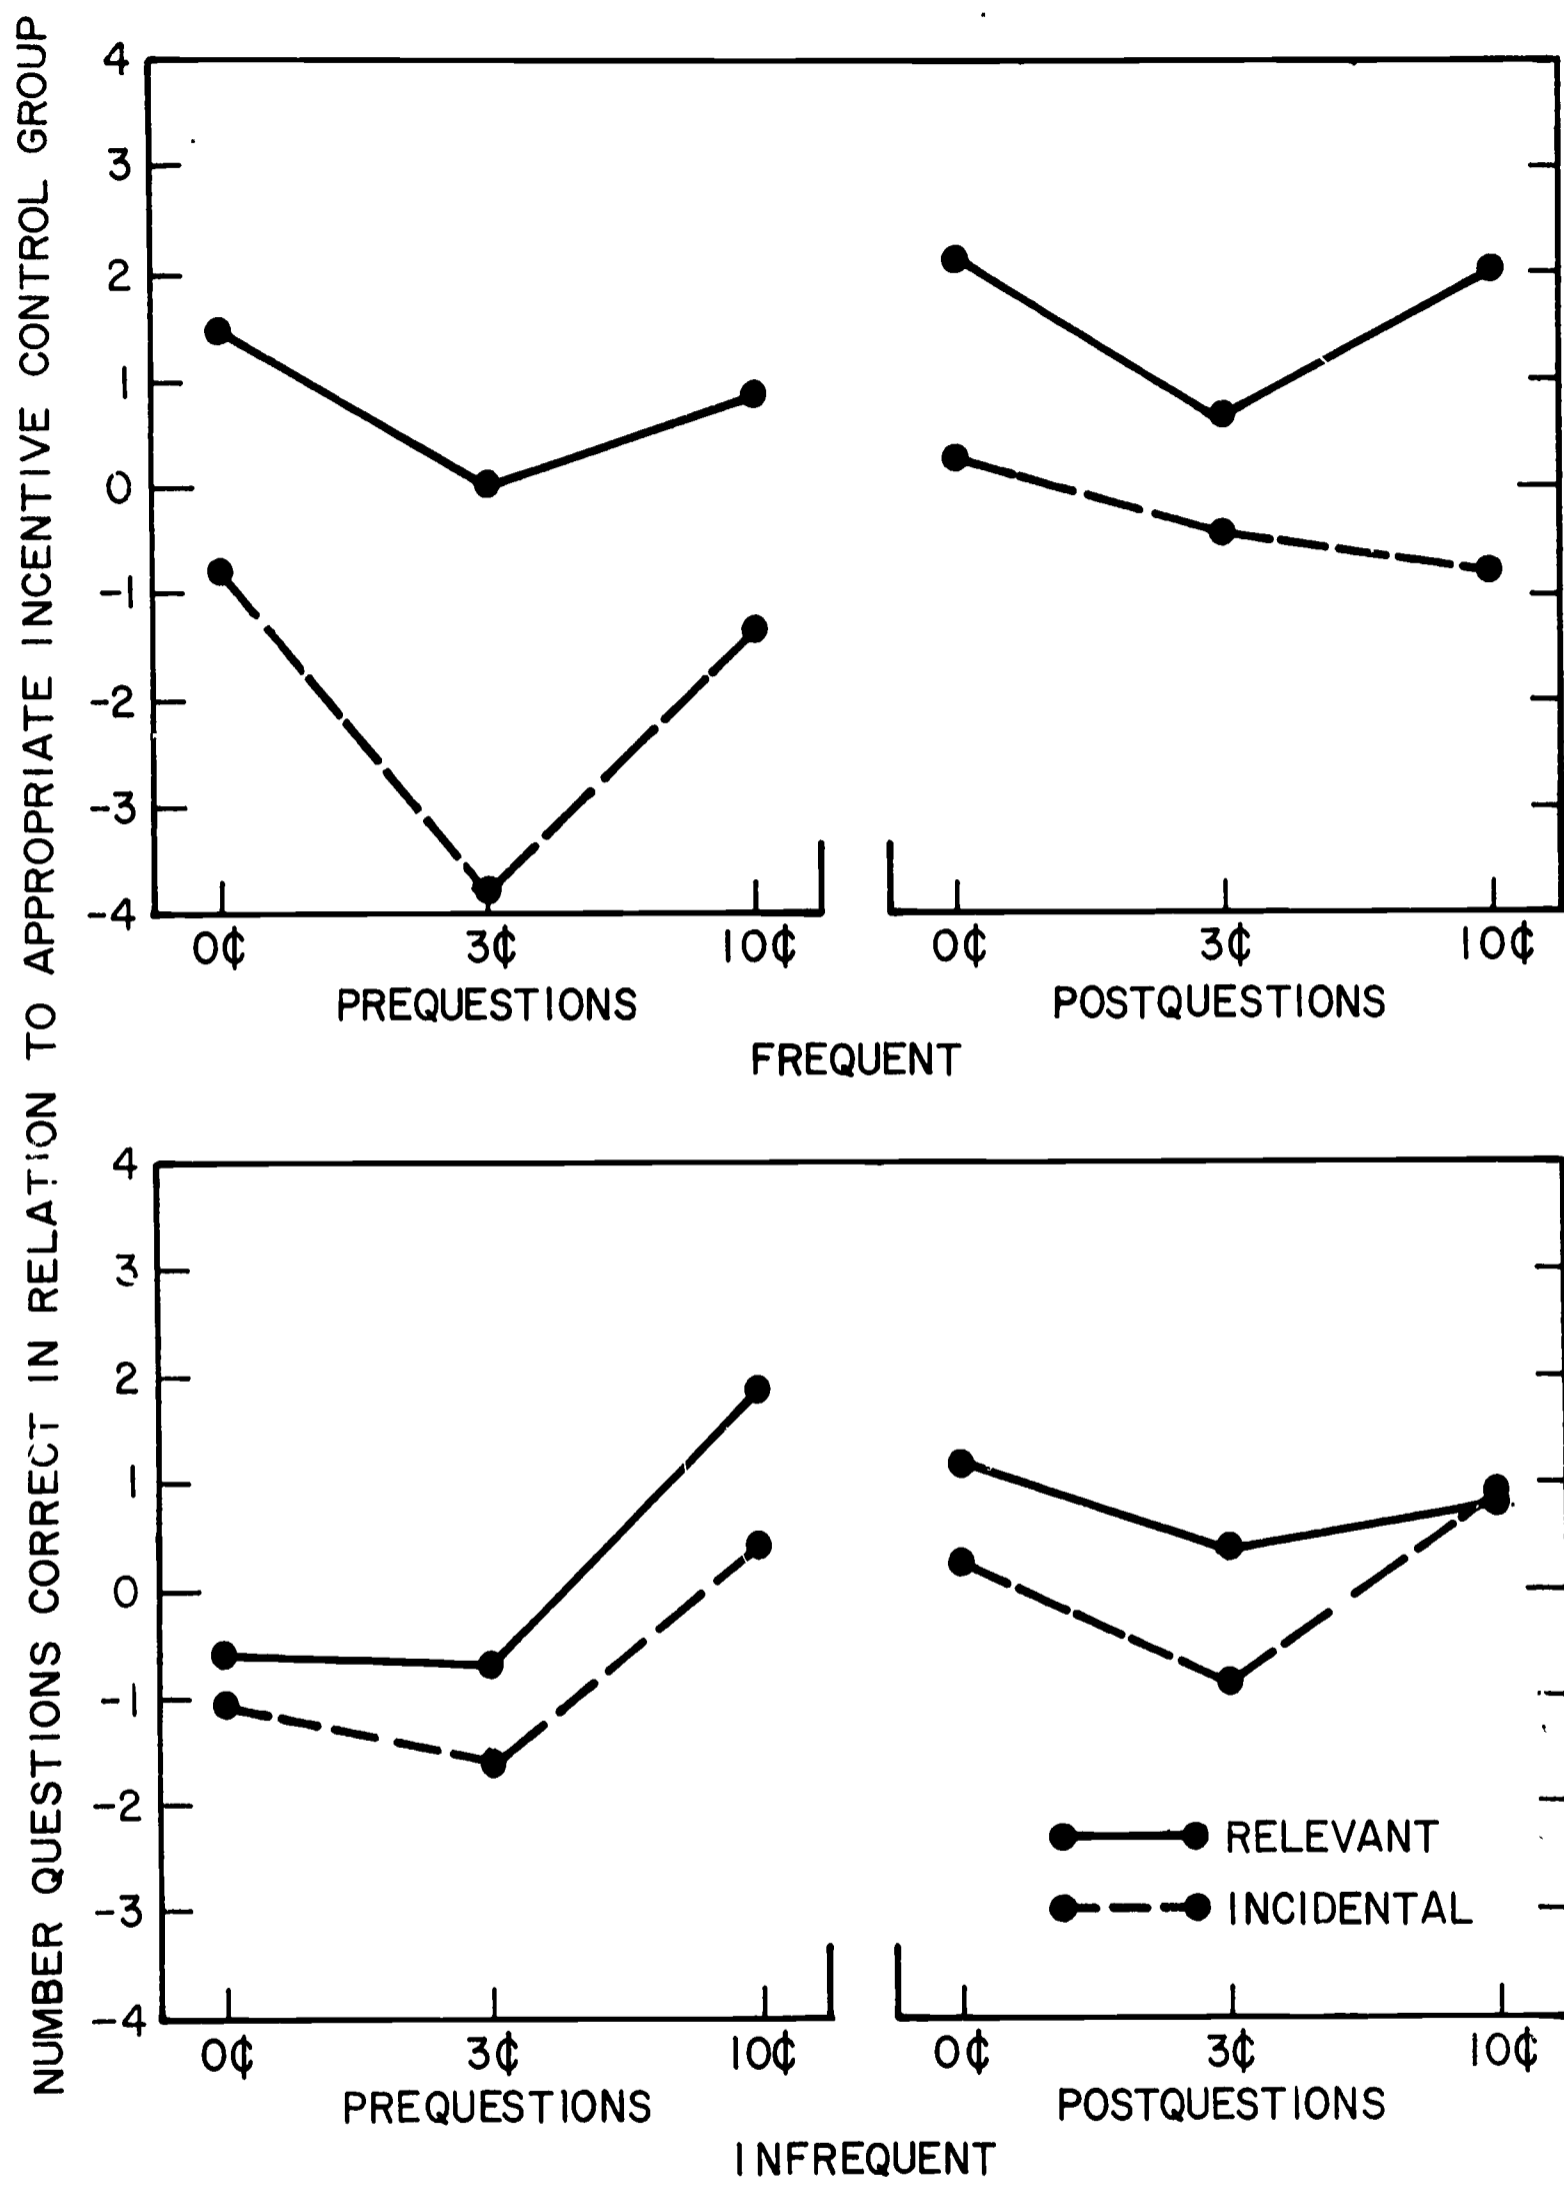 NUMBER QUESTIONS CORRECT IN RELATION TO APPROPRIATE INCENTIVE CONTROL GROUP
4
3
2
1
0
-1
-2
-3
-4
0¢ 3¢ 10¢ 0¢ 3¢ 10¢
PREQUESTIONS POSTQUESTIONS
FREQUENT
4
3
2
1
0
-1
-2
-3
-4
RELEVANT
INCIDENTAL
0¢ 3¢ 10¢ 0¢ 3¢ 10¢
PREQUESTIONS POSTQUESTIONS
INFREQUENT